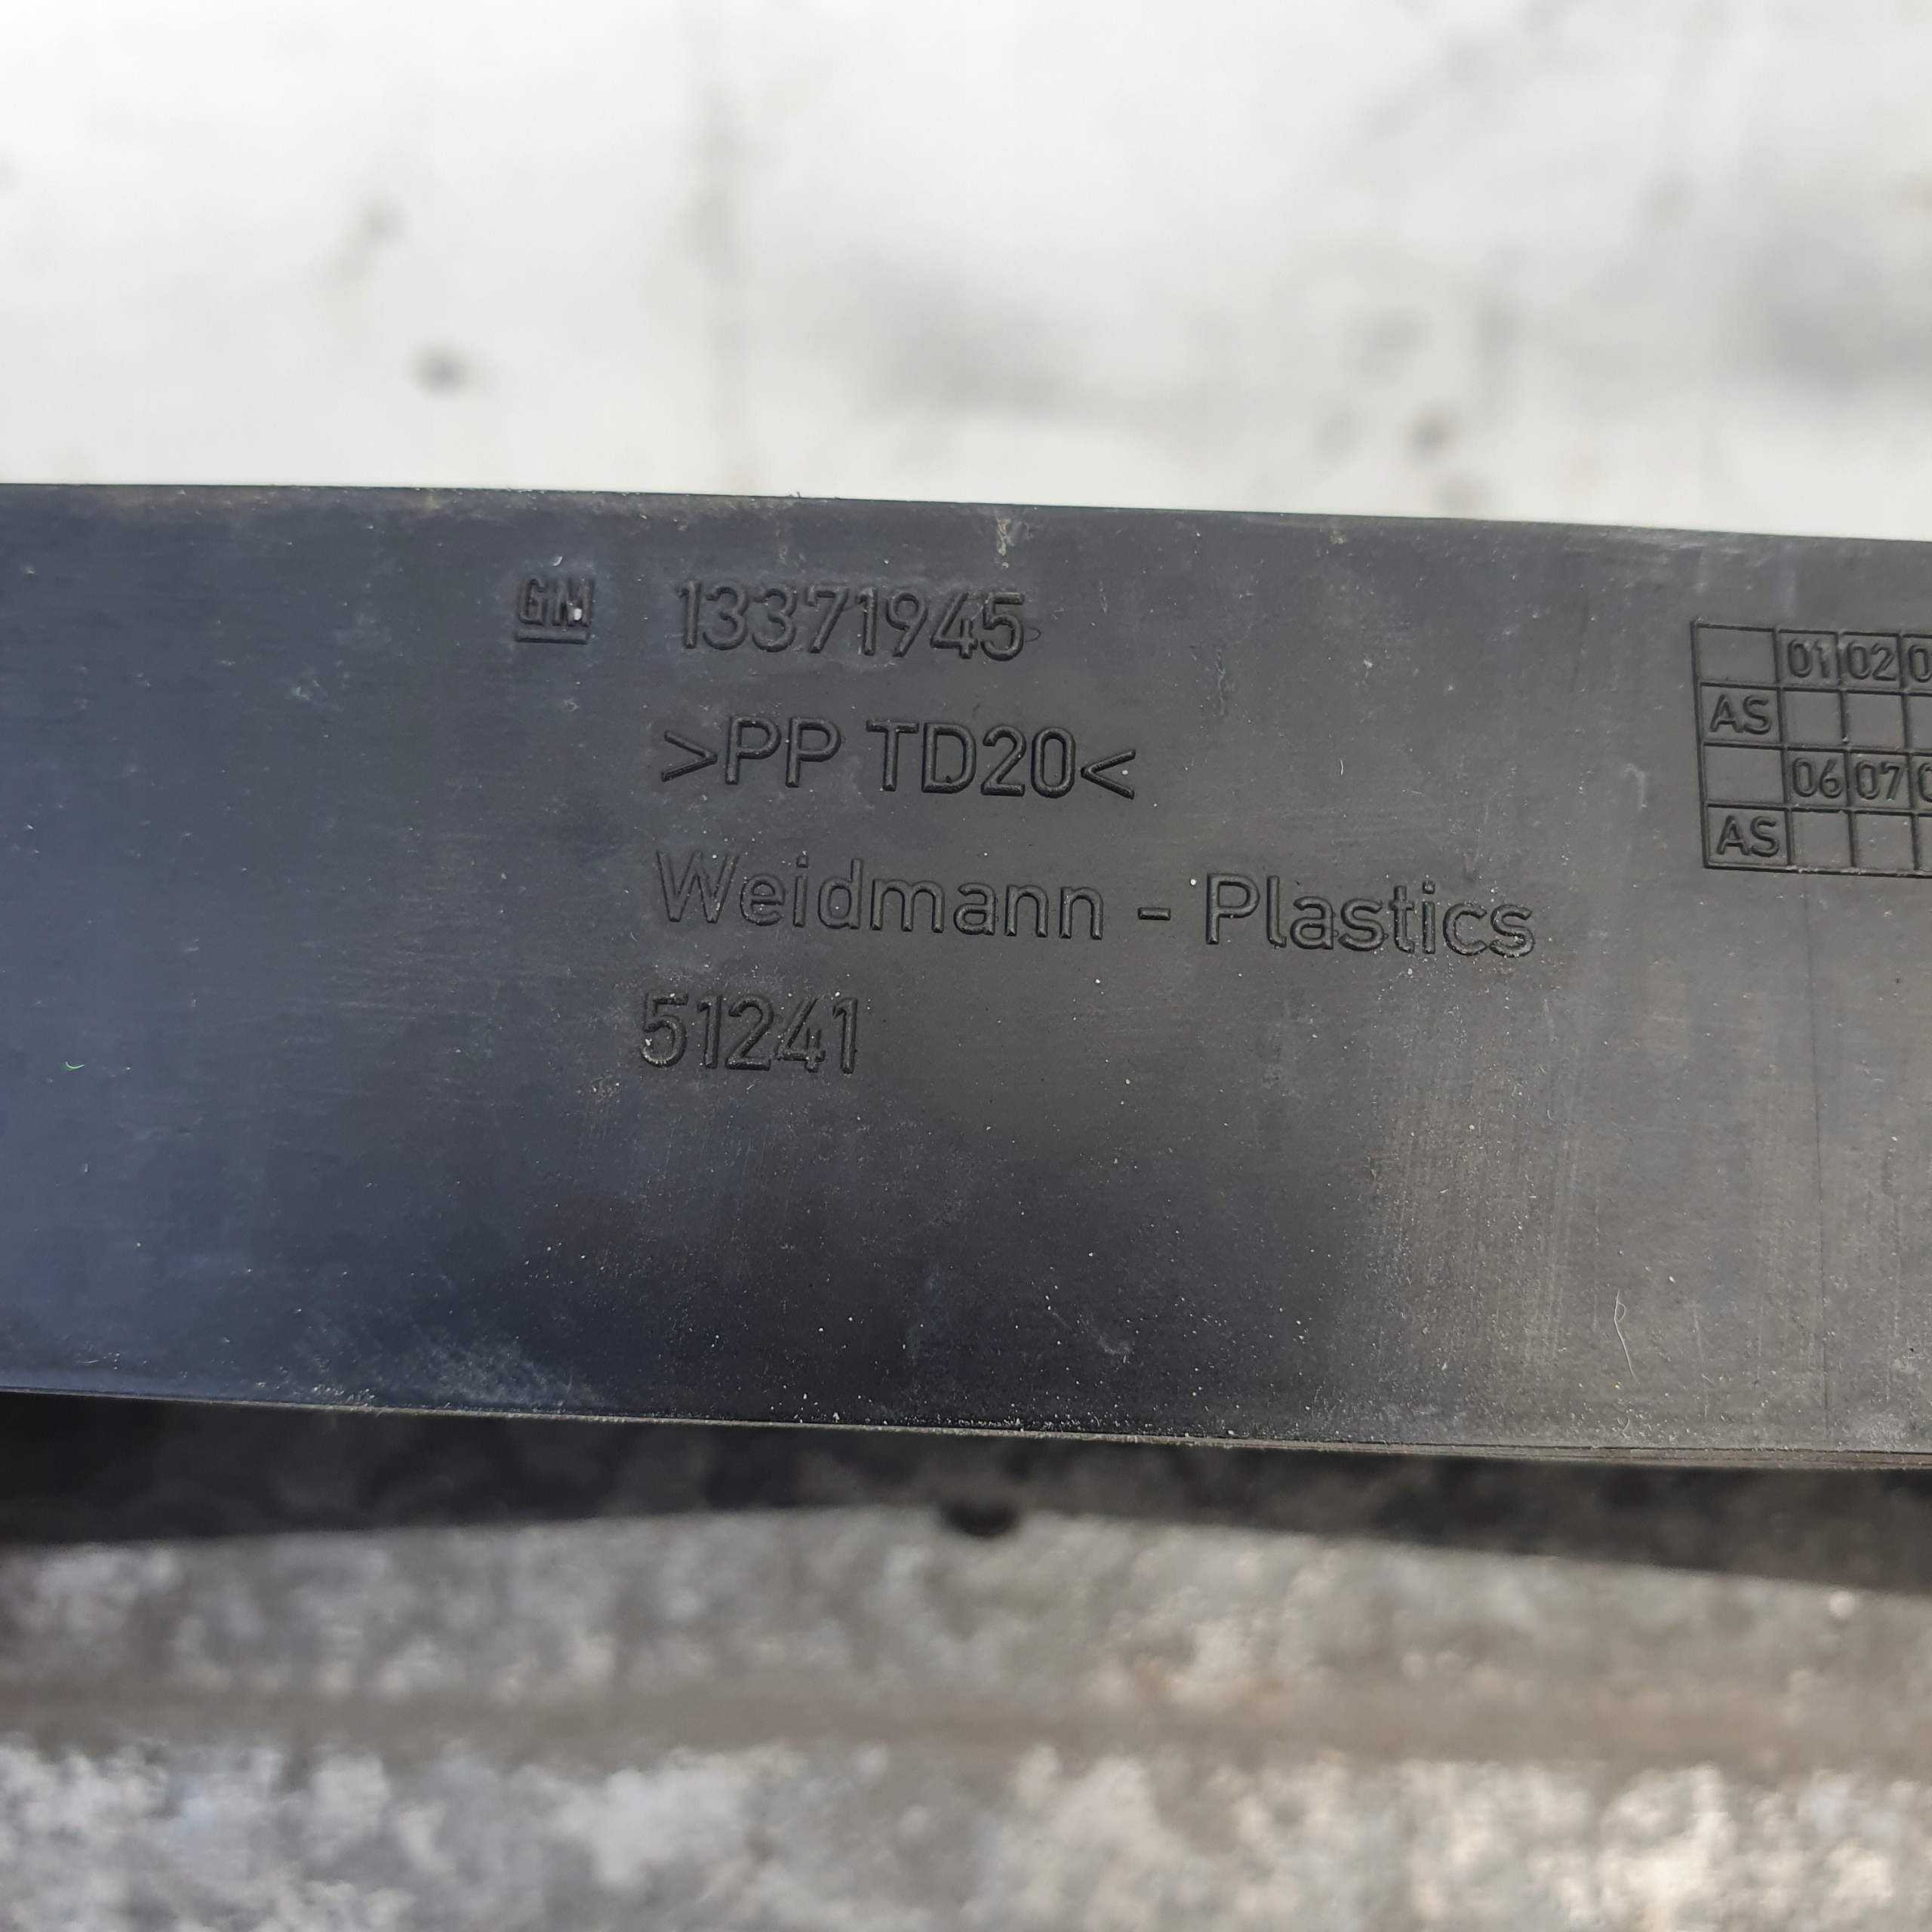 GM 13371945
>PP TD20<
Weidmann - Plastics
51241
01 02
AS
06 07
AS